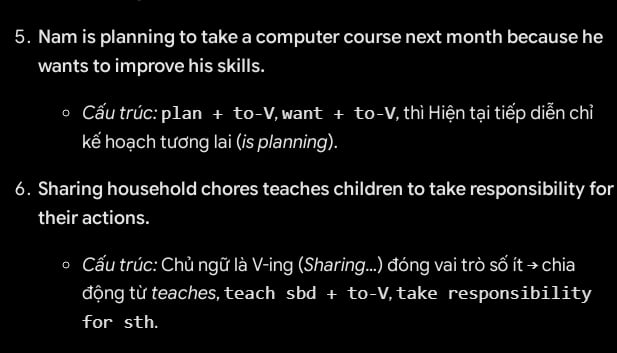 5. Nam is planning to take a computer course next month because he
wants to improve his skills.
○ Cấu trúc: plan + to-V, want + to-V, thì Hiện tại tiếp diễn chỉ
kế hoạch tương lai (is planning).
6. Sharing household chores teaches children to take responsibility for
their actions.
○ Cấu trúc: Chủ ngữ là V-ing (Sharing...) đóng vai trò số ít → chia
động từ teaches, teach sbd + to-V, take responsibility
for sth.